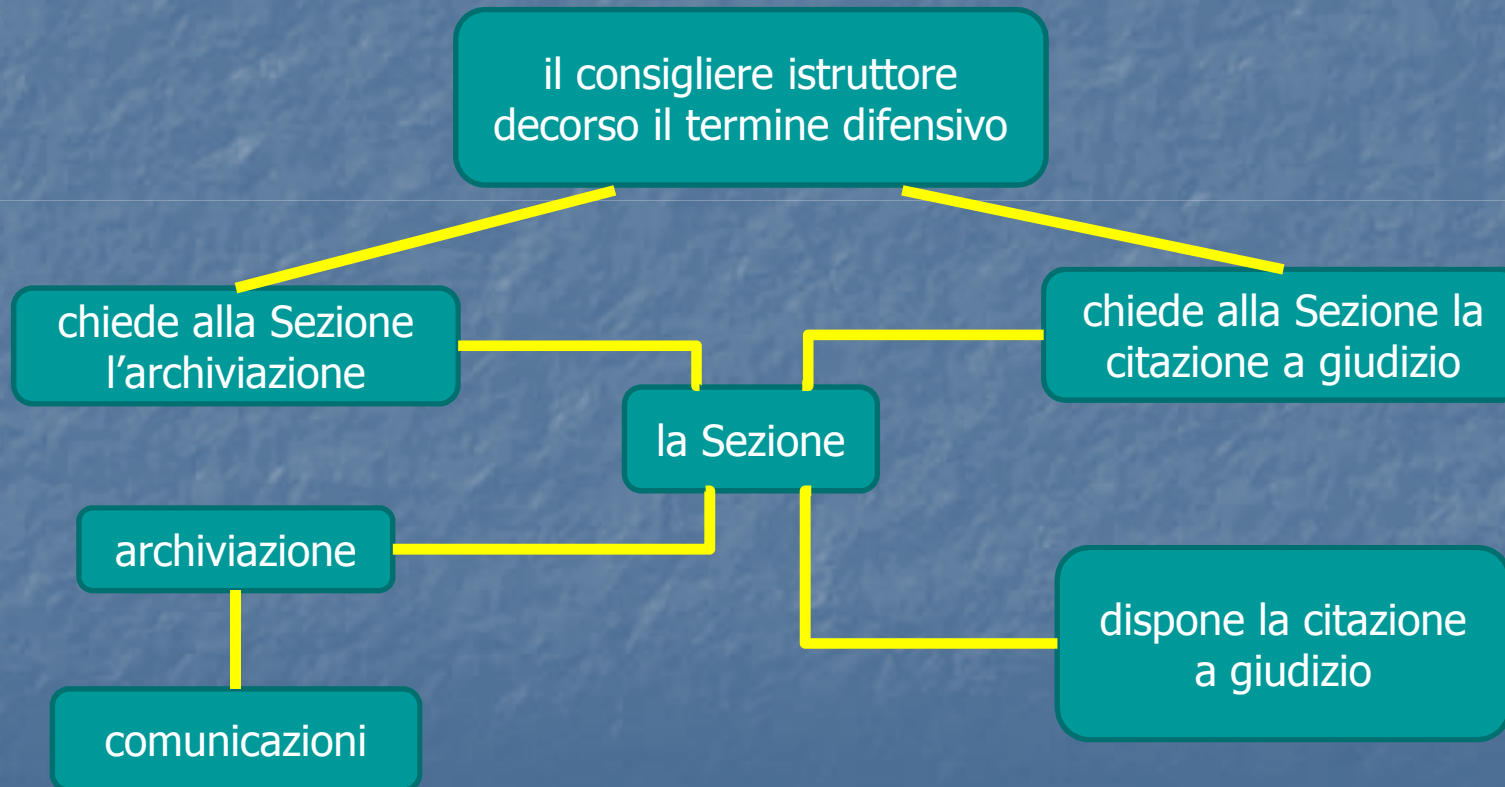 il consigliere istruttore
decorso il termine difensivo
chiede alla Sezione
l’archiviazione
chiede alla Sezione la
citazione a giudizio
la Sezione
archiviazione
dispone la citazione
a giudizio
comunicazioni